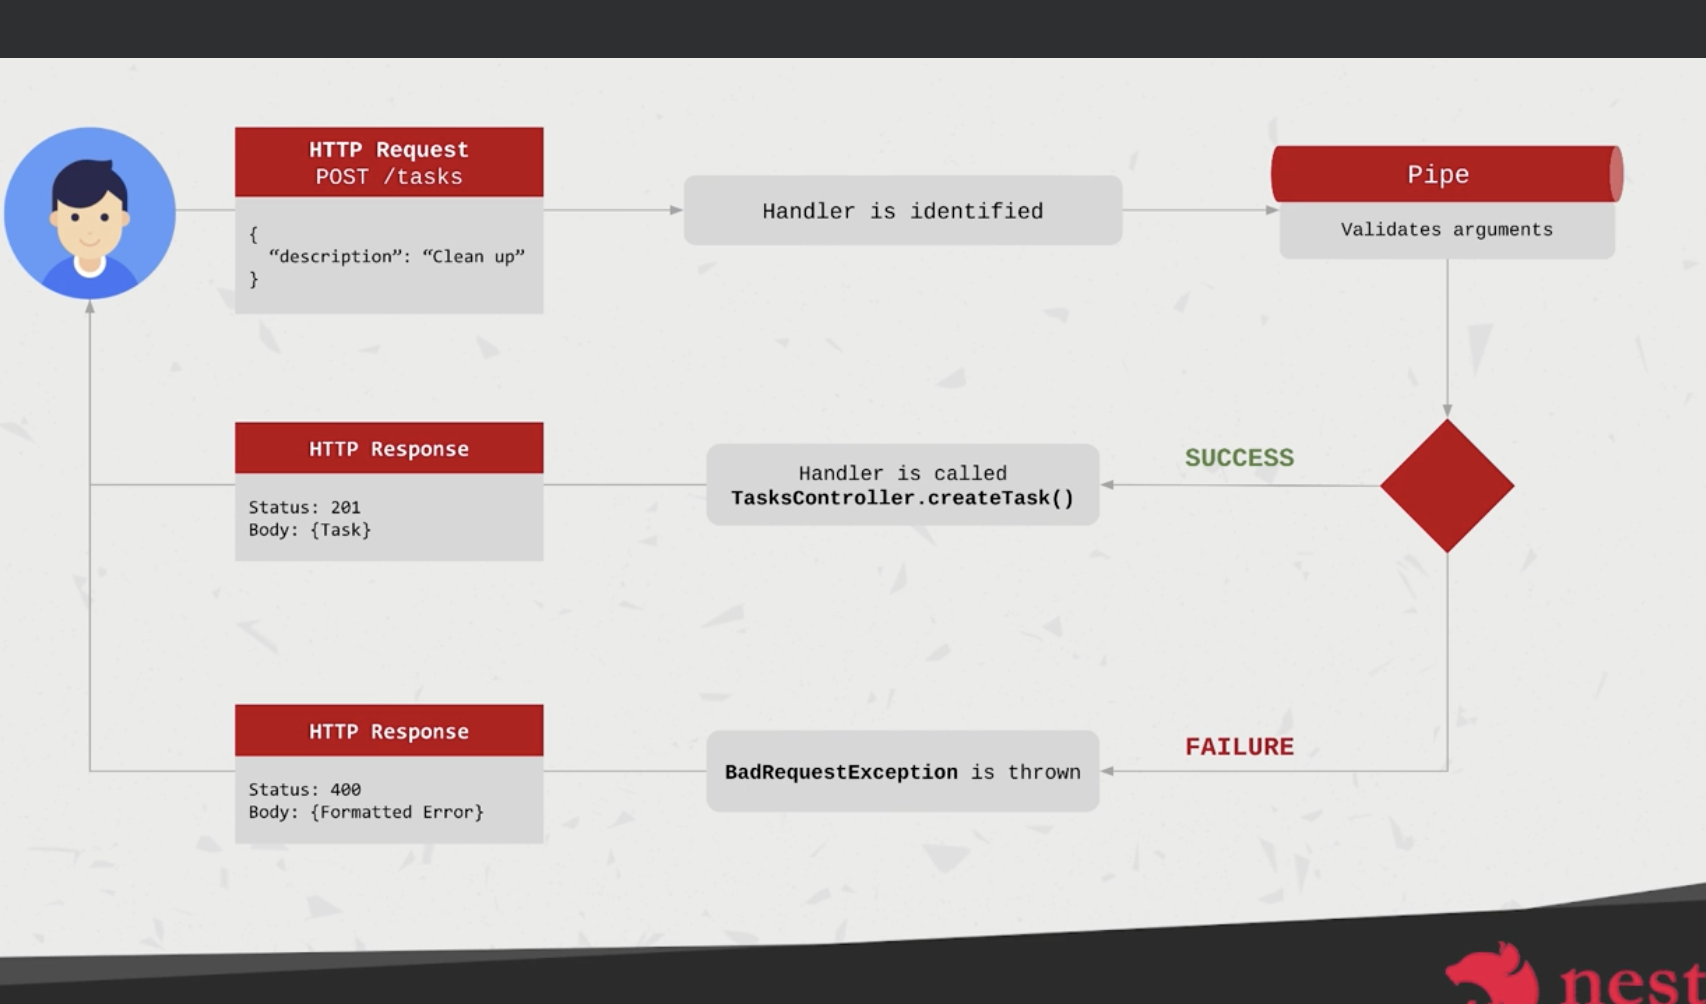 HTTP Request
POST /tasks
{
“description”: “Clean up”
}
Handler is identified
Pipe
Validates arguments
HTTP Response
Status: 201
Body: {Task}
Handler is called
TasksController.createTask()
SUCCESS
HTTP Response
Status: 400
Body: {Formatted Error}
BadRequestException is thrown
FAILURE
nest